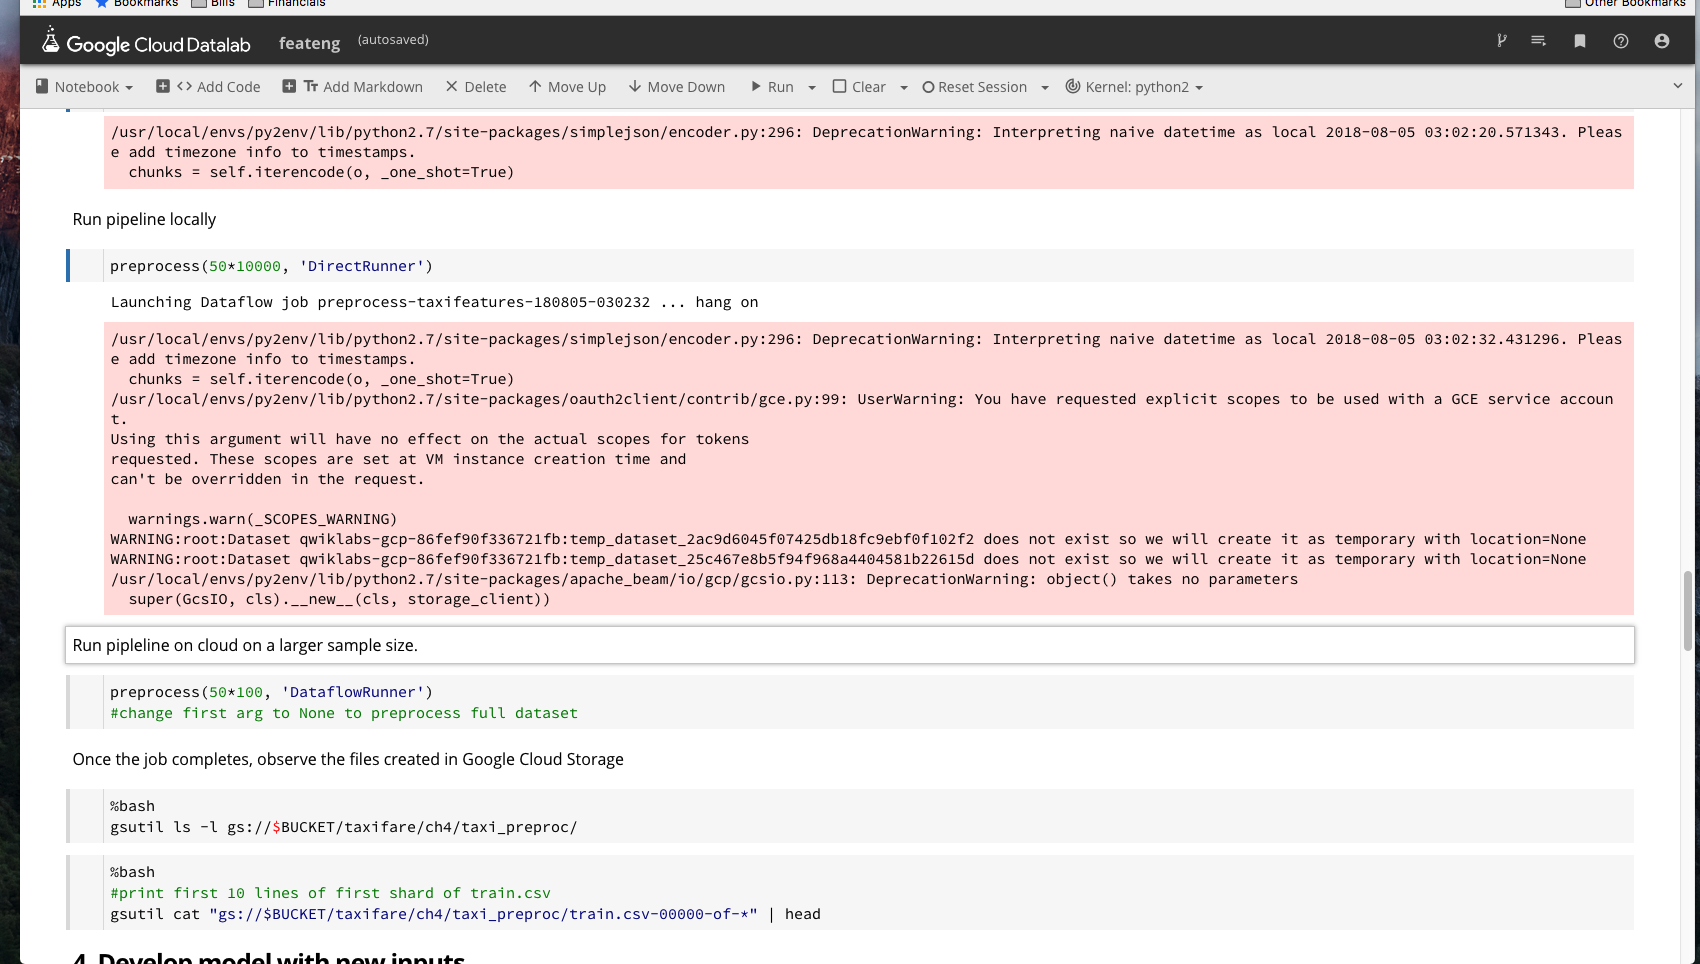 Apps Bookmarks Bills Financials Other Bookmarks
Google Cloud Datalab feateng (autosaved)
Notebook Add Code Tт Add Markdown Delete Move Up Move Down Run Clear Reset Session Kernel: python2
/usr/local/envs/py2env/lib/python2.7/site-packages/simplejson/encoder.py:296: DeprecationWarning: Interpreting naive datetime as local 2018-08-05 03:02:20.571343. Pleas
e add timezone info to timestamps.
chunks = self.iterencode(o, _one_shot=True)
Run pipeline locally
preprocess(50*10000, 'DirectRunner')
Launching Dataflow job preprocess-taxifeatures-180805-030232 ... hang on
/usr/local/envs/py2env/lib/python2.7/site-packages/simplejson/encoder.py:296: DeprecationWarning: Interpreting naive datetime as local 2018-08-05 03:02:32.431296. Pleas
e add timezone info to timestamps.
chunks = self.iterencode(o, _one_shot=True)
/usr/local/envs/py2env/lib/python2.7/site-packages/oauth2client/contrib/gce.py:99: UserWarning: You have requested explicit scopes to be used with a GCE service accoun
t.
Using this argument will have no effect on the actual scopes for tokens
requested. These scopes are set at VM instance creation time and
can't be overridden in the request.
warnings.warn(_SCOPES_WARNING)
WARNING:root:Dataset qwiklabs-gcp-86fef90f336721fb:temp_dataset_2ac9d6045f07425db18fc9ebf0f102f2 does not exist so we will create it as temporary with location=None
WARNING:root:Dataset qwiklabs-gcp-86fef90f336721fb:temp_dataset_25c467e8b5f94f968a4404581b22615d does not exist so we will create it as temporary with location=None
/usr/local/envs/py2env/lib/python2.7/site-packages/apache_beam/io/gcp/gcsio.py:113: DeprecationWarning: object() takes no parameters
super(GcsIO, cls).__new__(cls, storage_client))
Run pipleline on cloud on a larger sample size.
preprocess(50*100, 'DataflowRunner')
#change first arg to None to preprocess full dataset
Once the job completes, observe the files created in Google Cloud Storage
%bash
gsutil ls -l gs://$BUCKET/taxifare/ch4/taxi_preproc/
%bash
#print first 10 lines of first shard of train.csv
gsutil cat "gs://$BUCKET/taxifare/ch4/taxi_preproc/train.csv-00000-of-*" | head
4. Develop model with new inputs